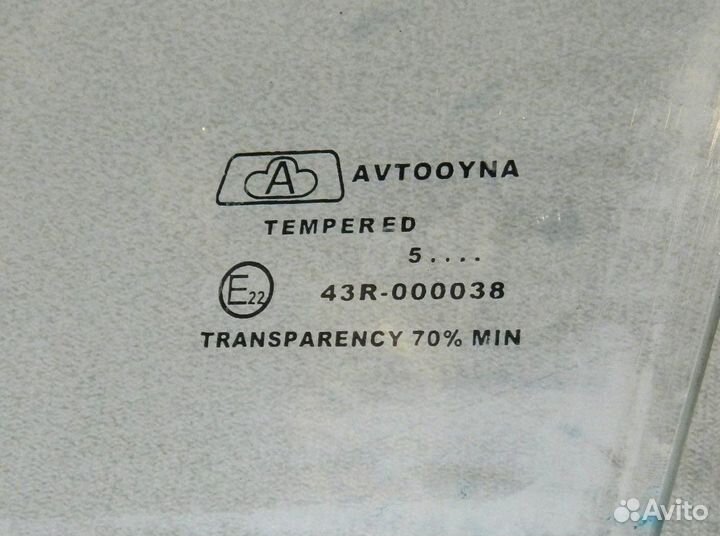 A AVTOOYNA
TEMPERED
5....
E22 43R-000038
TRANSPARENCY 70% MIN
Avito